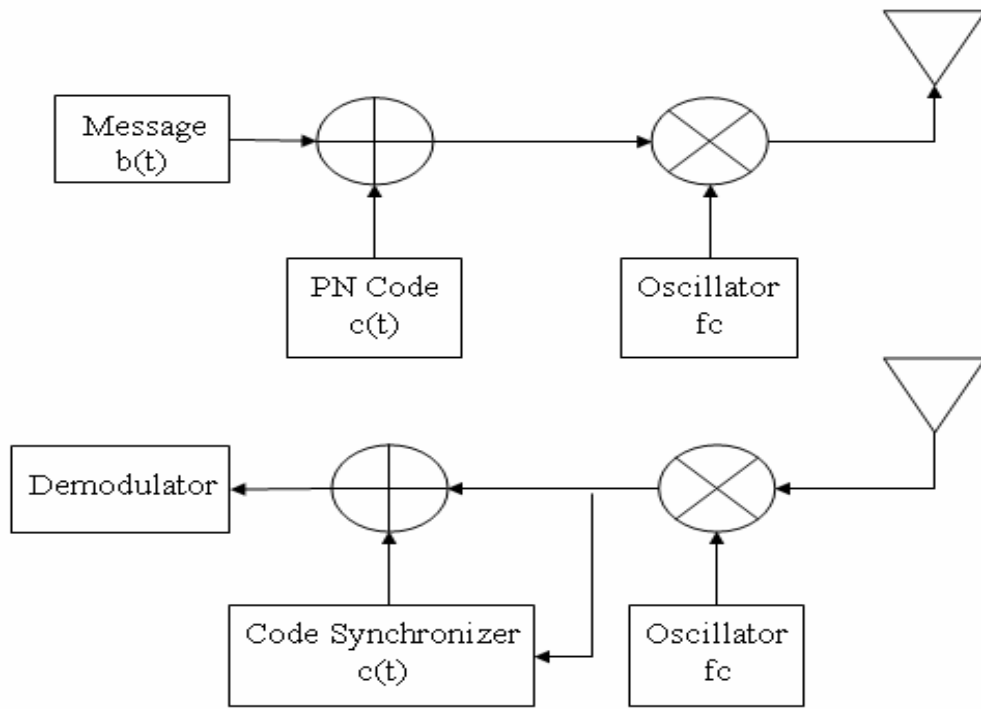 Message
b(t)
PN Code
c(t)
Oscillator
fc
Demodulator
Code Synchronizer
c(t)
Oscillator
fc